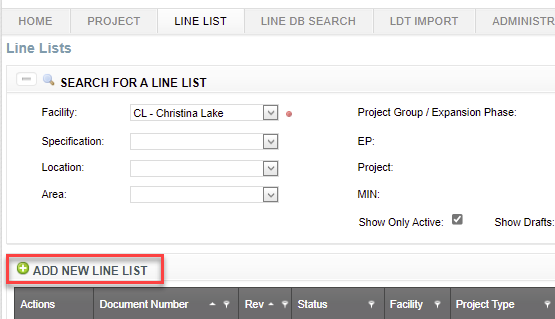 HOME PROJECT LINE LIST LINE DB SEARCH LDT IMPORT
Line Lists
SEARCH FOR A LINE LIST
Facility: CL - Christina Lake Project Group / Expansion Phase:
Specification: EP:
Location: Project:
Area: MIN:
Show Only Active: Show Drafts:
ADD NEW LINE LIST
Actions Document Number Rev Status Facility Project Type